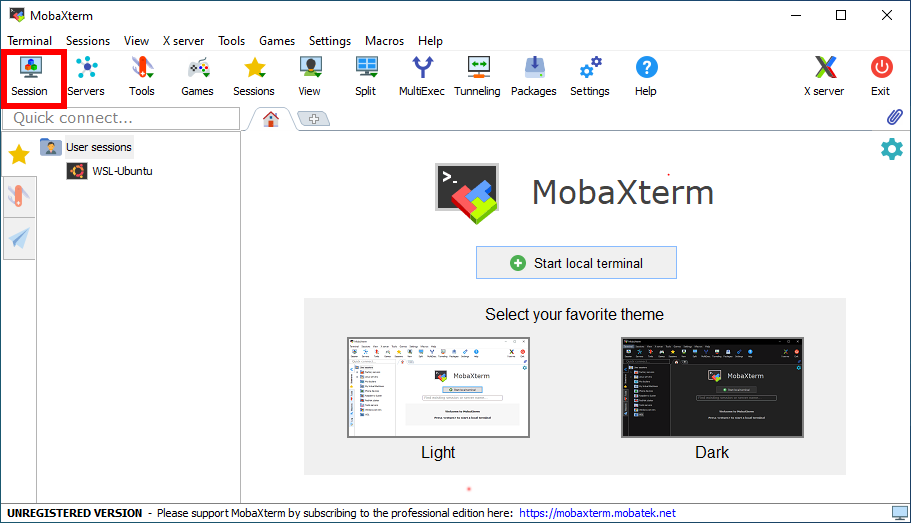 MobaXterm
Terminal Sessions View X server Tools Games Settings Macros Help
Session Servers Tools Games Sessions View Split MultiExec Tunneling Packages Settings Help X server Exit
Quick connect...
User sessions
WSL-Ubuntu
>_
MobaXterm
Start local terminal
Select your favorite theme
MobaXterm
MobaXterm
Light
Dark
UNREGISTERED VERSION - Please support MobaXterm by subscribing to the professional edition here: https://mobaxterm.mobatek.net